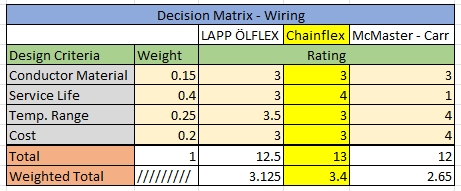 Decision Matrix - Wiring
LAPP ÖLFLEX Chainflex McMaster - Carr
Design Criteria Weight Rating
Conductor Material 0.15 3 3 3
Service Life 0.4 3 4 1
Temp. Range 0.25 3.5 3 4
Cost 0.2 3 3 4
Total 1 12.5 13 12
Weighted Total ///////// 3.125 3.4 2.65